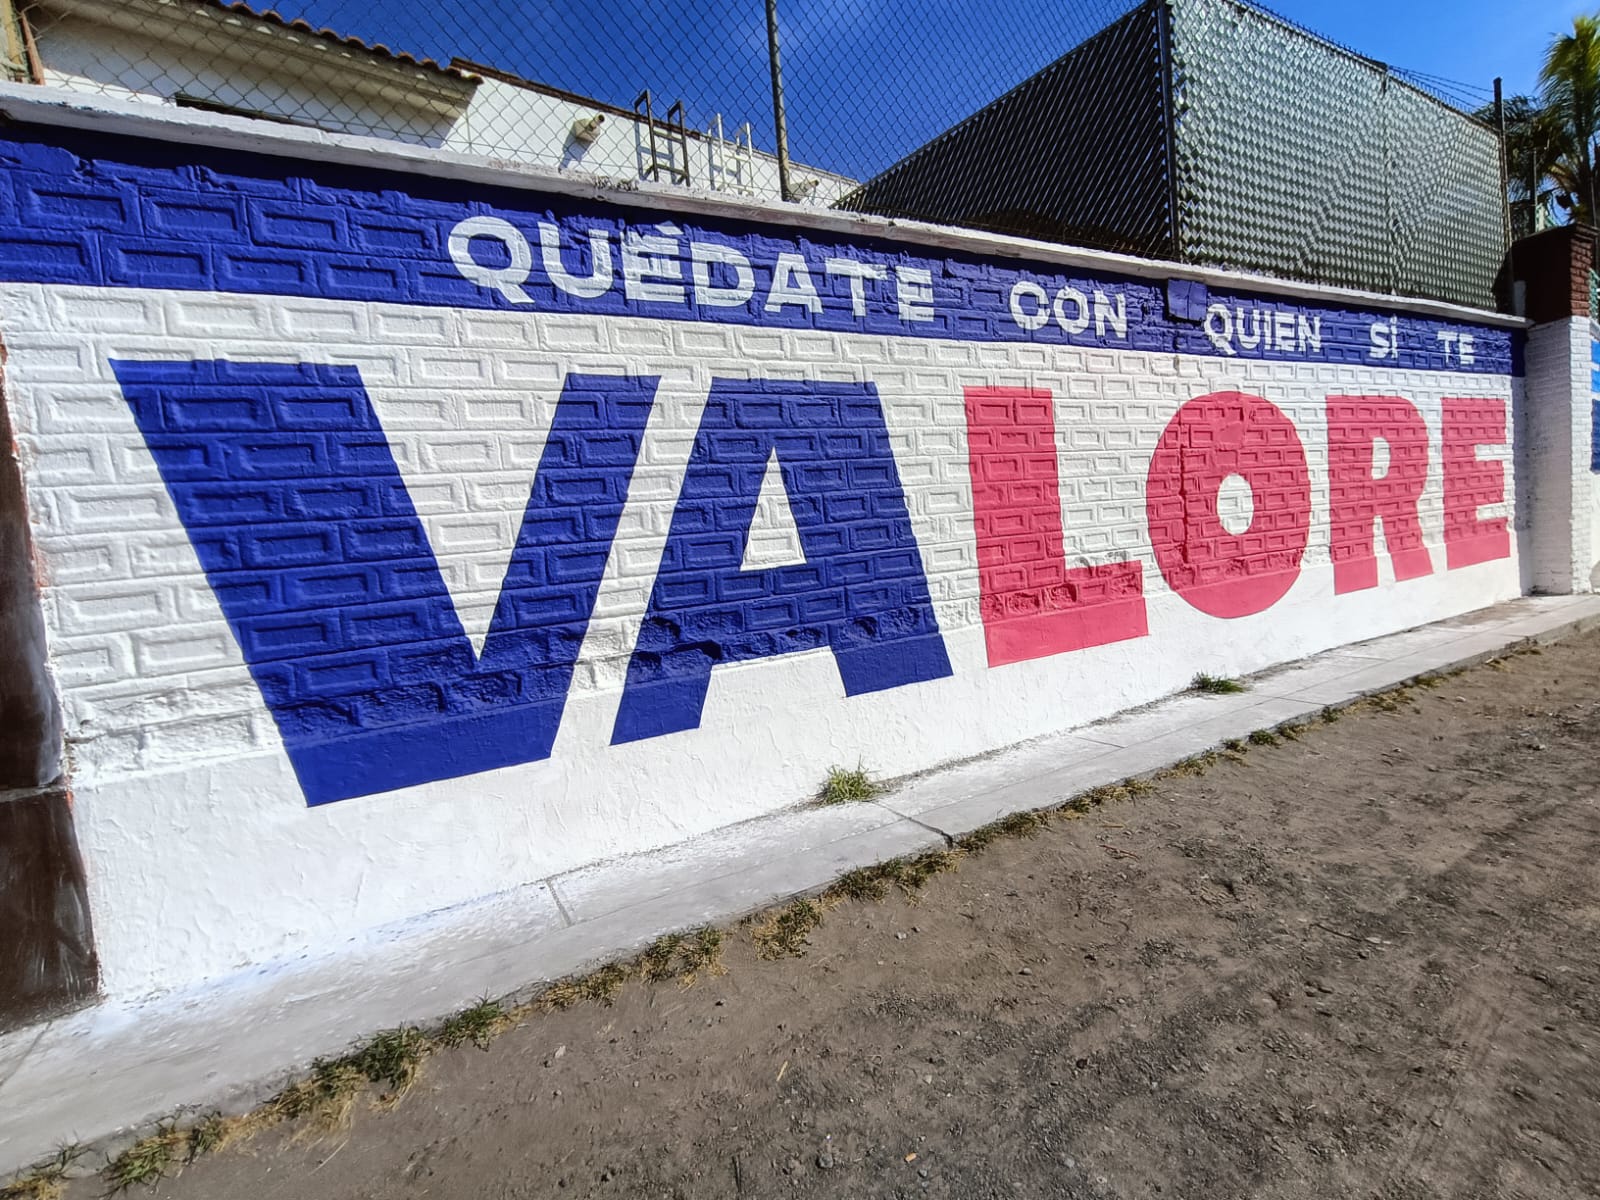 QUÉDATE CON QUIEN SÍ TE
VALORE